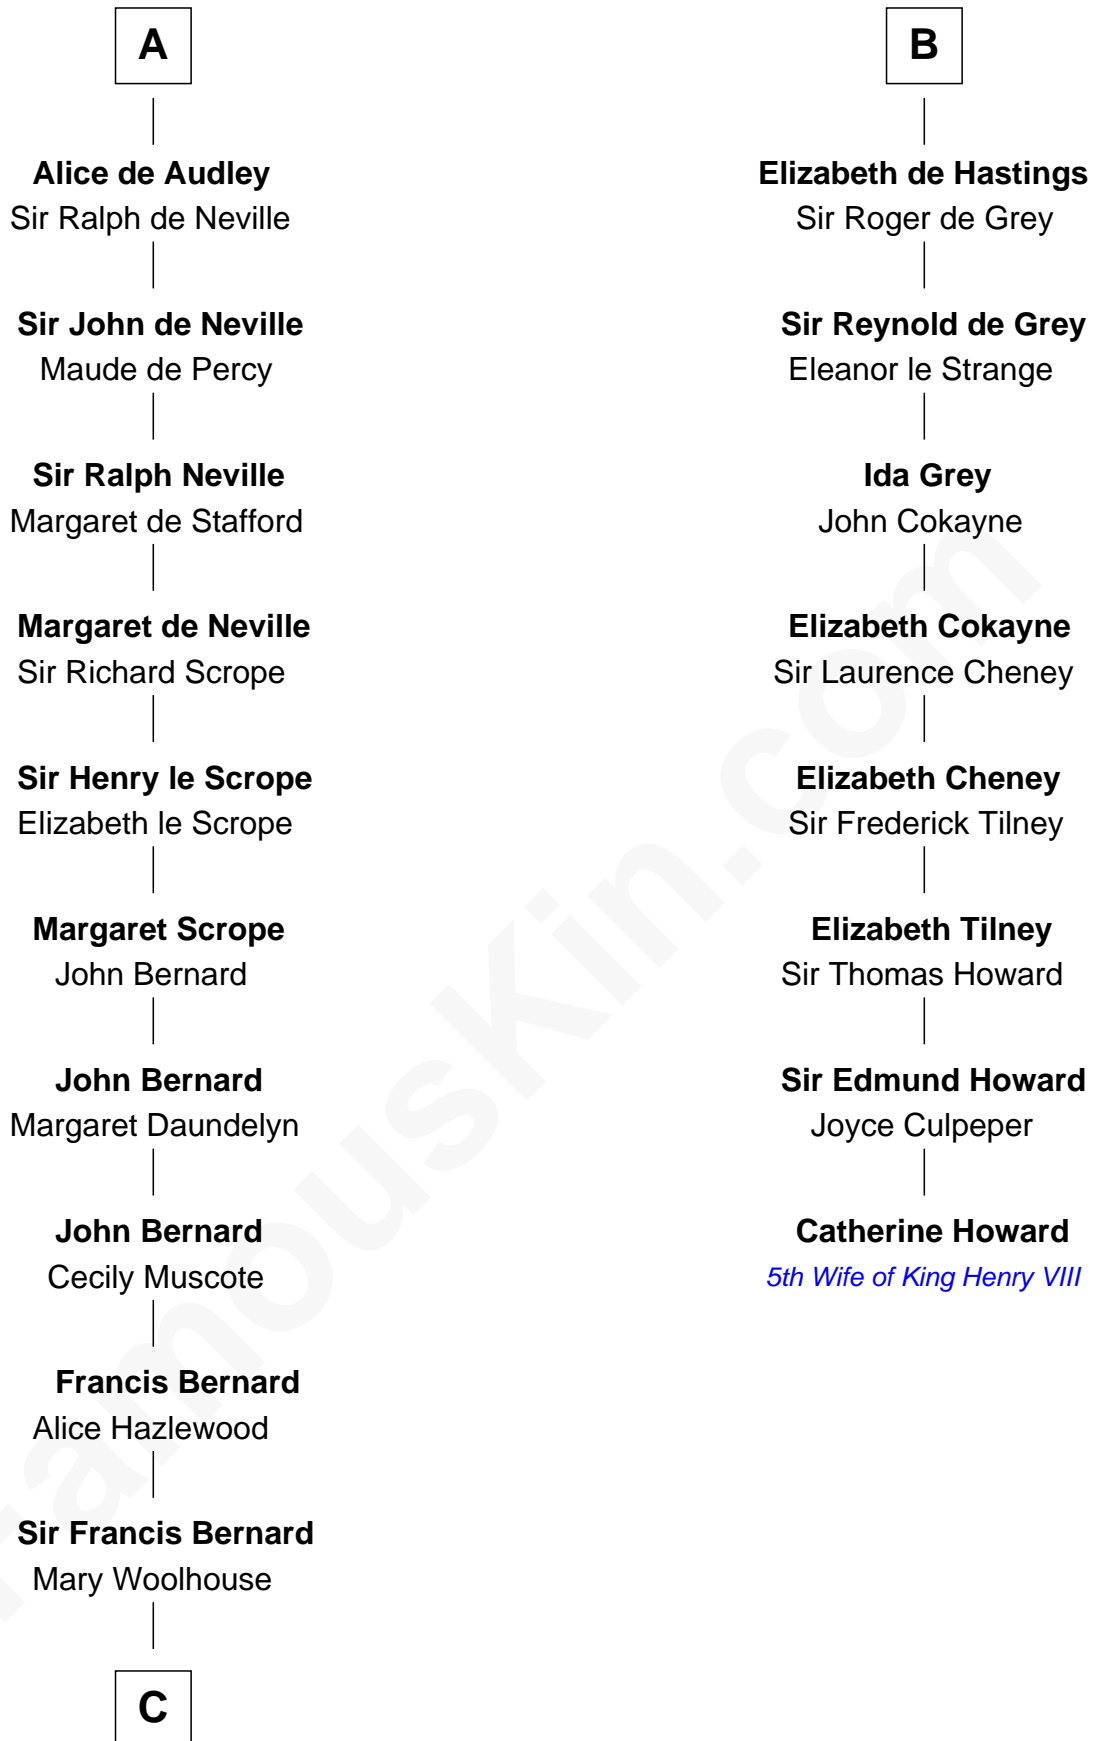 A
Alice de Audley
Sir Ralph de Neville
Sir John de Neville
Maude de Percy
Sir Ralph Neville
Margaret de Stafford
Margaret de Neville
Sir Richard Scrope
Sir Henry le Scrope
Elizabeth le Scrope
Margaret Scrope
John Bernard
John Bernard
Margaret Daundelyn
John Bernard
Cecily Muscote
Francis Bernard
Alice Hazlewood
Sir Francis Bernard
Mary Woolhouse
C
B
Elizabeth de Hastings
Sir Roger de Grey
Sir Reynold de Grey
Eleanor le Strange
Ida Grey
John Cokayne
Elizabeth Cokayne
Sir Laurence Cheney
Elizabeth Cheney
Sir Frederick Tilney
Elizabeth Tilney
Sir Thomas Howard
Sir Edmund Howard
Joyce Culpeper
Catherine Howard
5th Wife of King Henry VIII
FamousKin.com